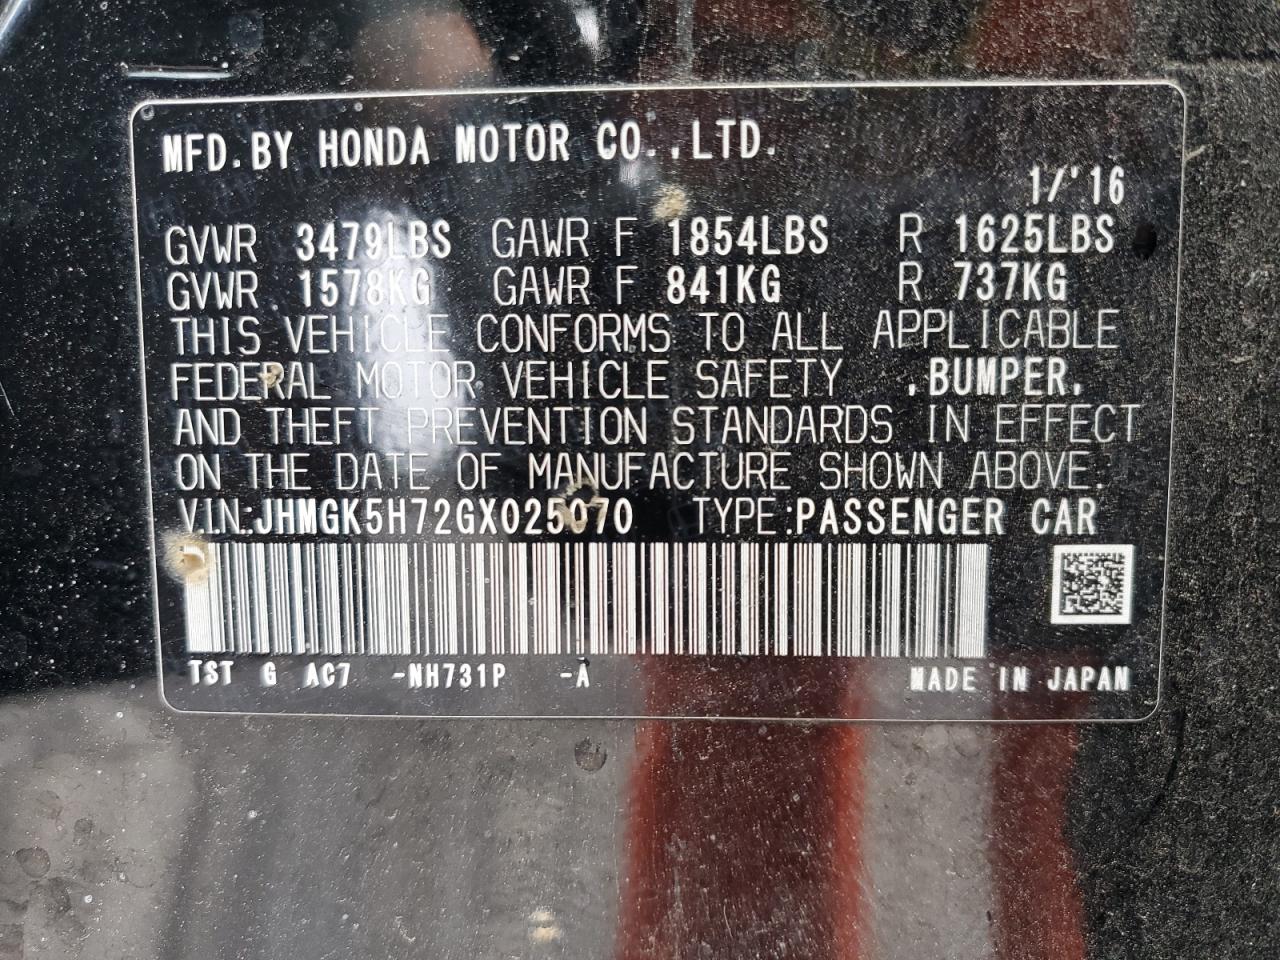 MFD.BY HONDA MOTOR CO.,LTD.
1/'16
GVWR 3479LBS GAWR F 1854LBS R 1625LBS
GVWR 1578KG GAWR F 841KG R 737KG
THIS VEHICLE CONFORMS TO ALL APPLICABLE
FEDERAL MOTOR VEHICLE SAFETY ,BUMPER,
AND THEFT PREVENTION STANDARDS IN EFFECT
ON THE DATE OF MANUFACTURE SHOWN ABOVE.
V.I.N.:JHMGK5H72GX025070 TYPE:PASSENGER CAR
TST G AC7 -NH731P -A MADE IN JAPAN